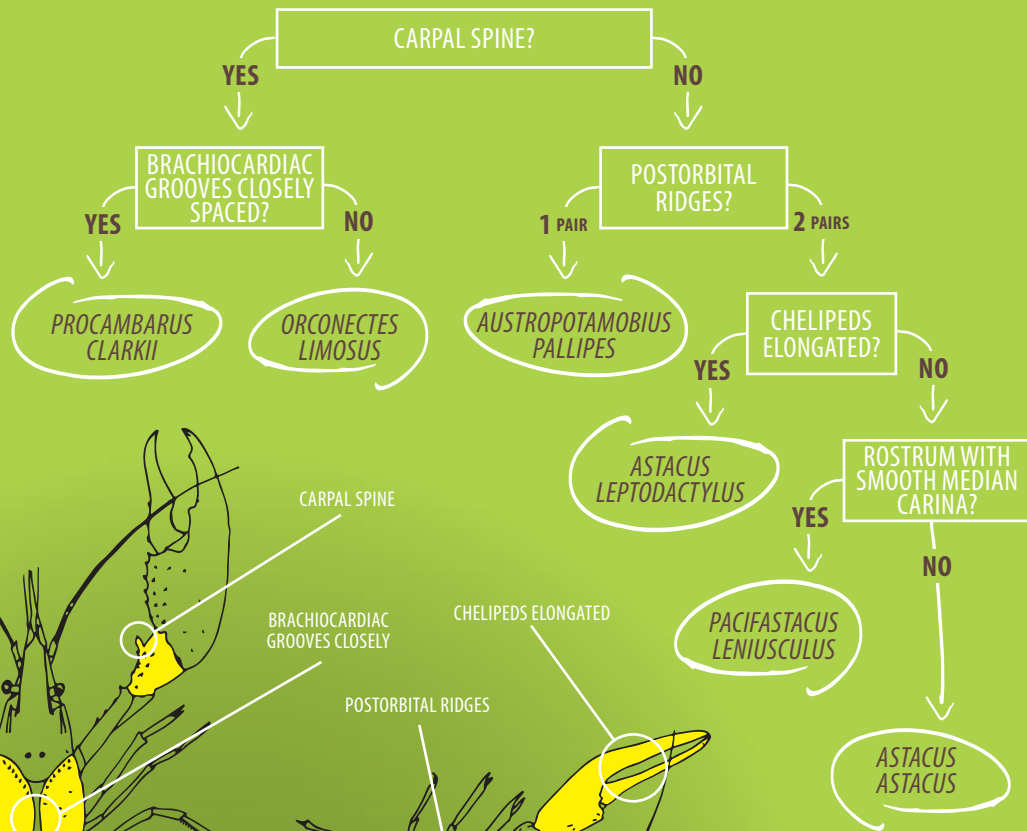 CARPAL SPINE?
YES
NO
BRACHIOCARDIAC
GROOVES CLOSELY
SPACED?
POSTORBITAL
RIDGES?
YES
NO
1 PAIR
2 PAIRS
PROCAMBARUS
CLARKII
ORCONECTES
LIMOSUS
AUSTROPOTAMOBIUS
PALLIPES
CHELIPEDS
ELONGATED?
YES
NO
ASTACUS
LEPTODACTYLUS
ROSTRUM WITH
SMOOTH MEDIAN
CARINA?
YES
NO
PACIFASTACUS
LENIUSCULUS
ASTACUS
ASTACUS
CARPAL SPINE
BRACHIOCARDIAC
GROOVES CLOSELY
CHELIPEDS ELONGATED
POSTORBITAL RIDGES